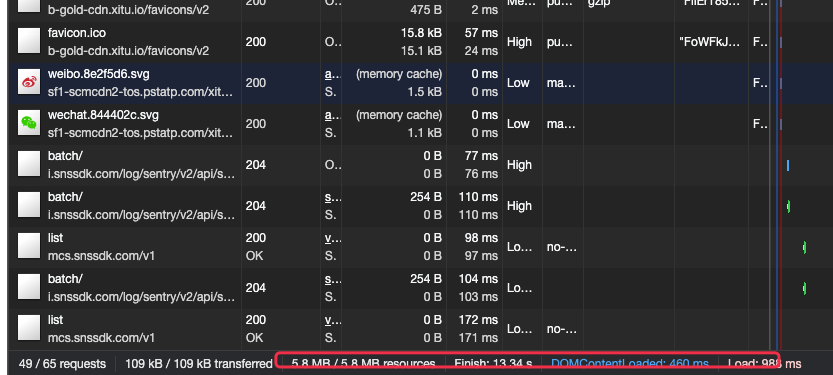 b-gold-cdn.xitu.io/favicons/v2 475 B 2 ms
favicon.ico 200 O... 15.8 kB 57 ms High pu... "FoWFkJ... F..
b-gold-cdn.xitu.io/favicons/v2 15.1 kB 24 ms
weibo.8e2f5d6.svg 200 a... (memory cache) 0 ms Low ma... F..
sf1-scmcdn2-tos.pstatp.com/xit... S. 1.5 kB 0 ms
wechat.844402c.svg 200 a... (memory cache) 0 ms Low ma... F..
sf1-scmcdn2-tos.pstatp.com/xit... S. 1.1 kB 0 ms
batch/ 204 O... 0 B 77 ms High
i.snssdk.com/log/sentry/v2/api/s... 0 B 76 ms
batch/ 204 s... 254 B 110 ms High
i.snssdk.com/log/sentry/v2/api/s... S. 0 B 110 ms
list 200 v... 0 B 98 ms Lo... no-...
mcs.snssdk.com/v1 OK S. 0 B 97 ms
batch/ 204 s... 254 B 104 ms Lo...
i.snssdk.com/log/sentry/v2/api/s... S. 0 B 103 ms
list 200 v... 0 B 172 ms Lo... no-...
mcs.snssdk.com/v1 OK S. 0 B 171 ms
49 / 65 requests 109 kB / 109 kB transferred 5.8 MB / 5.8 MB resources Finish: 13.34 s DOMContentLoaded: 460 ms Load: 988 ms